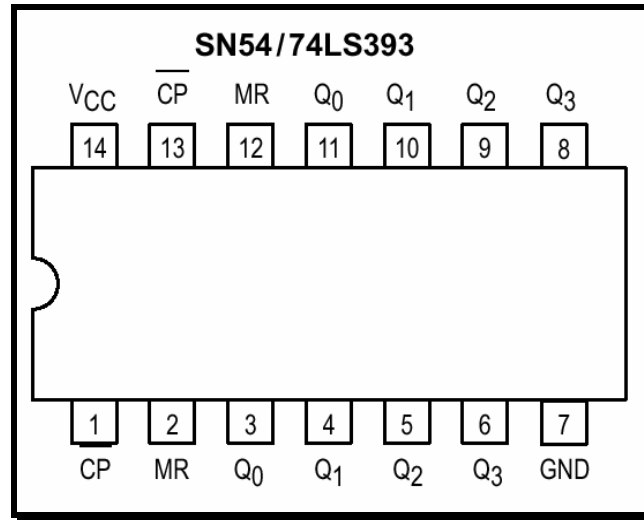 SN54/74LS393
VCC CP MR Q0 Q1 Q2 Q3
14 13 12 11 10 9 8
1 2 3 4 5 6 7
CP MR Q0 Q1 Q2 Q3 GND